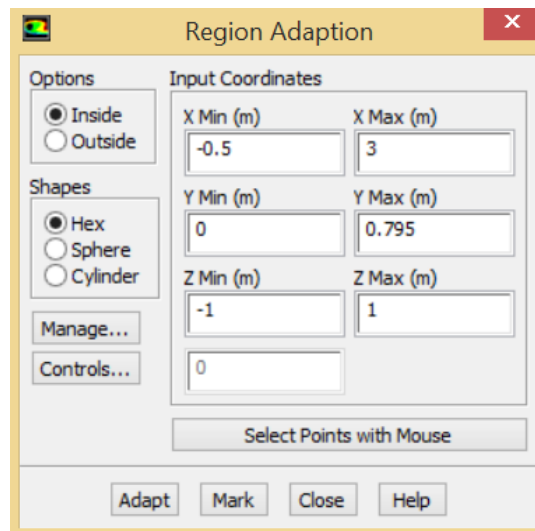 Region Adaption
x
Options
Inside
Outside
Shapes
Hex
Sphere
Cylinder
Manage...
Controls...
Input Coordinates
X Min (m) X Max (m)
-0.5 3
Y Min (m) Y Max (m)
0 0.795
Z Min (m) Z Max (m)
-1 1
0
Select Points with Mouse
Adapt Mark Close Help